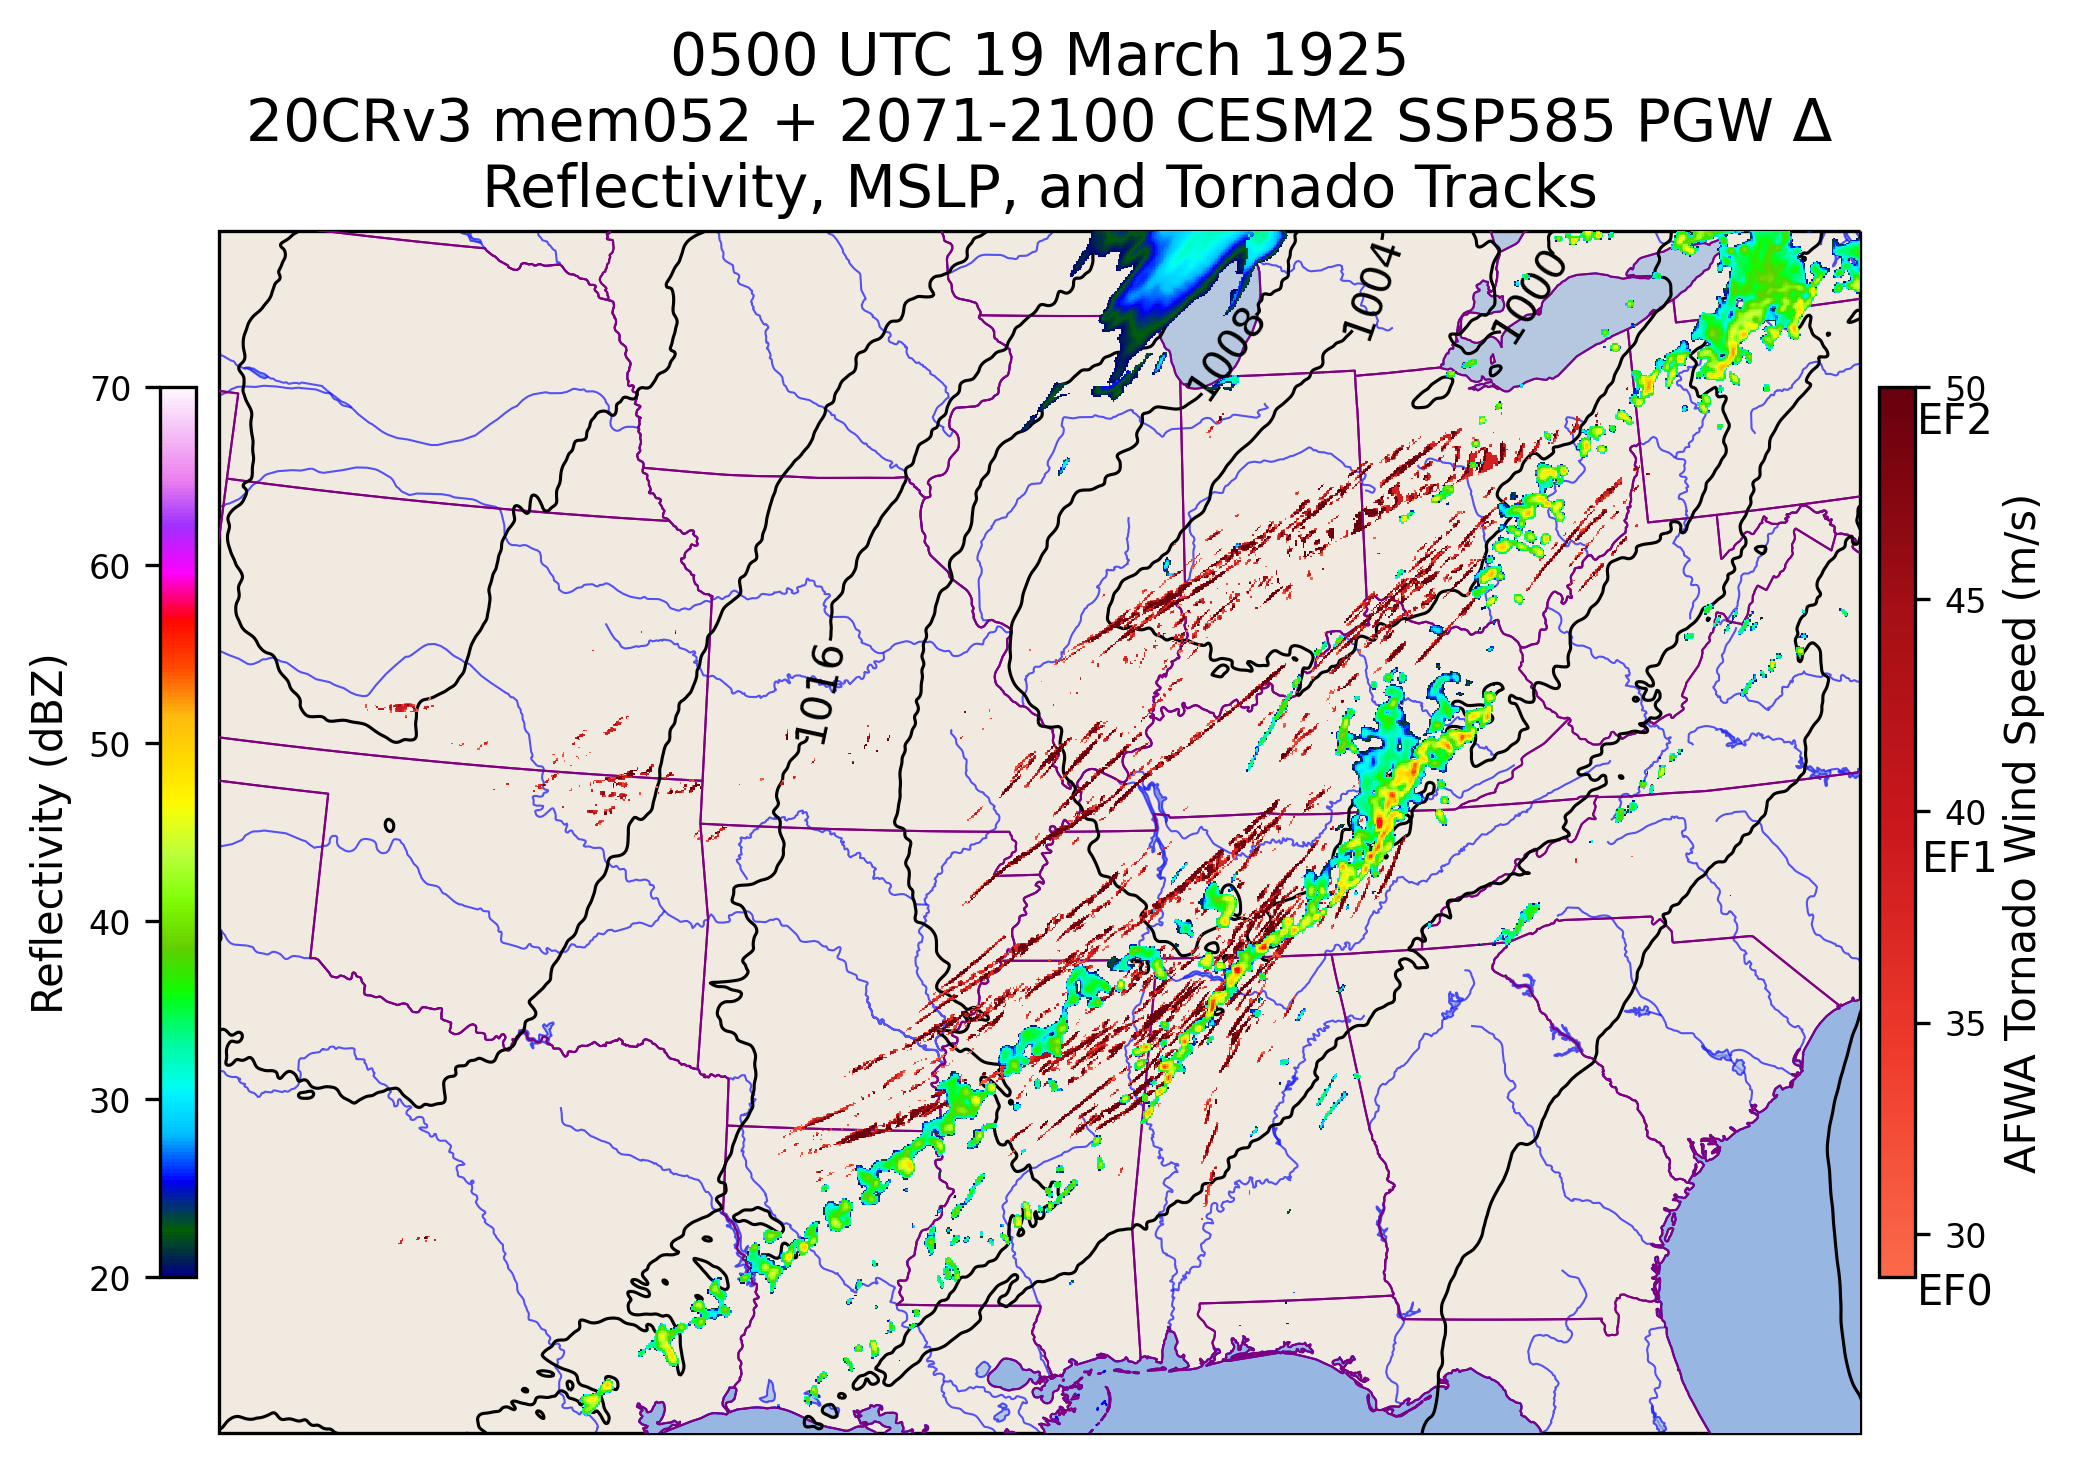 0500 UTC 19 March 1925
20CRv3 mem052 + 2071-2100 CESM2 SSP585 PGW Δ
Reflectivity, MSLP, and Tornado Tracks
Reflectivity (dBZ)
70
60
50
40
30
20
1004
1000
1008
1016
50
EF2
45
40
EF1
35
30
EF0
AFWA Tornado Wind Speed (m/s)